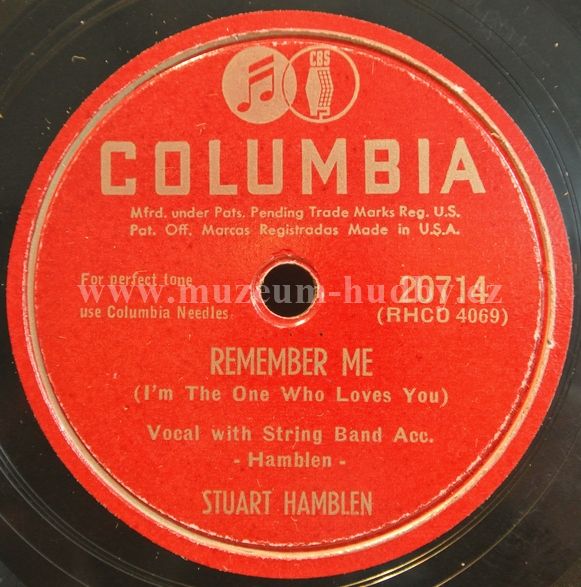 CBS
COLUMBIA
Mfrd. under Pats. Pending Trade Marks Reg. U.S.
Pat. Off. Marcas Registradas Made in U.S.A.
For perfect tone
use Columbia Needles
www.muzeum-hudby.cz
20714
(RHCO 4069)
REMEMBER ME
(I'm The One Who Loves You)
Vocal with String Band Acc.
- Hamblen -
STUART HAMBLEN